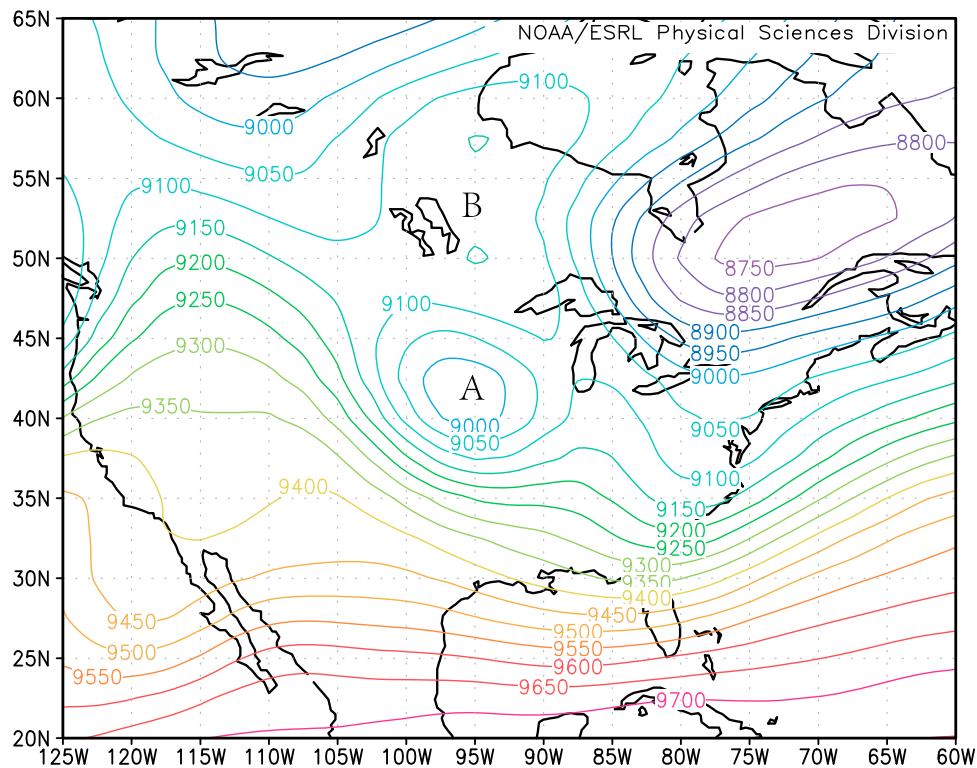 65N
NOAA/ESRL Physical Sciences Division
9100
60N
9000
8800
9050
55N
9100
B
9150
50N
9200
8750
9250
8800
9100
8850
45N
8900
9300
8950
9000
A
9350
40N
9000
9050
9050
9100
9400
35N
9150
9200
9250
9300
30N
9350
9400
9450
9450
9500
9550
9500
25N
9600
9550
9650
9700
20N
125W 120W 115W 110W 105W 100W 95W 90W 85W 80W 75W 70W 65W 60W